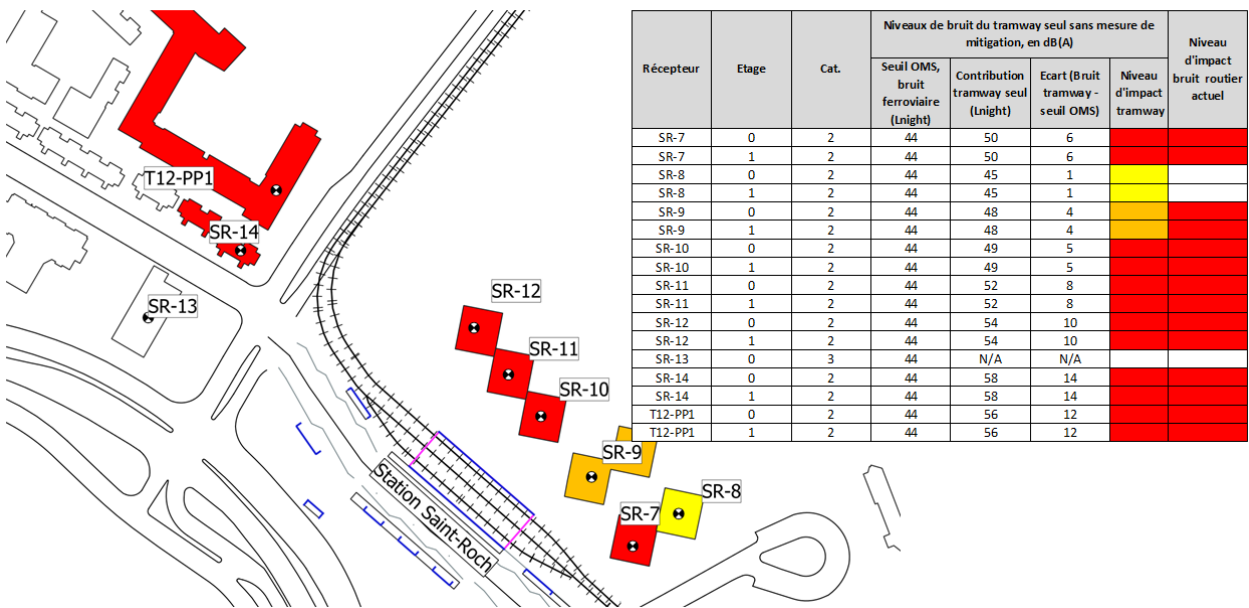 Récepteur
Etage
Cat.
Niveaux de bruit du tramway seul sans mesure de
mitigation, en dB(A)
Niveau
d'impact
bruit routier
actuel
Seuil OMS,
bruit
ferroviaire
(Lnight)
Contribution
tramway seul
(Lnight)
Ecart (Bruit
tramway -
seuil OMS)
Niveau
d'impact
tramway
SR-7 0 2 44 50 6
SR-7 1 2 44 50 6
SR-8 0 2 44 45 1
SR-8 1 2 44 45 1
SR-9 0 2 44 48 4
SR-9 1 2 44 48 4
SR-10 0 2 44 49 5
SR-10 1 2 44 49 5
SR-11 0 2 44 52 8
SR-11 1 2 44 52 8
SR-12 0 2 44 54 10
SR-12 1 2 44 54 10
SR-13 0 3 44 N/A N/A
SR-14 0 2 44 58 14
SR-14 1 2 44 58 14
T12-PP1 0 2 44 56 12
T12-PP1 1 2 44 56 12
T12-PP1
SR-14
SR-13
SR-12
SR-11
SR-10
SR-9
SR-8
SR-7
Station Saint-Roch